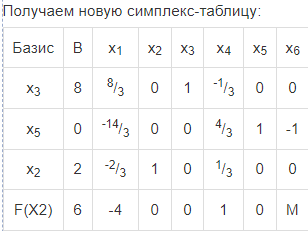 Получаем новую симплекс-таблицу:
Базис B x1 x2 x3 x4 x5 x6
x3 8 8/3 0 1 -1/3 0 0
x5 0 -14/3 0 0 4/3 1 -1
x2 2 -2/3 1 0 1/3 0 0
F(X2) 6 -4 0 0 1 0 M